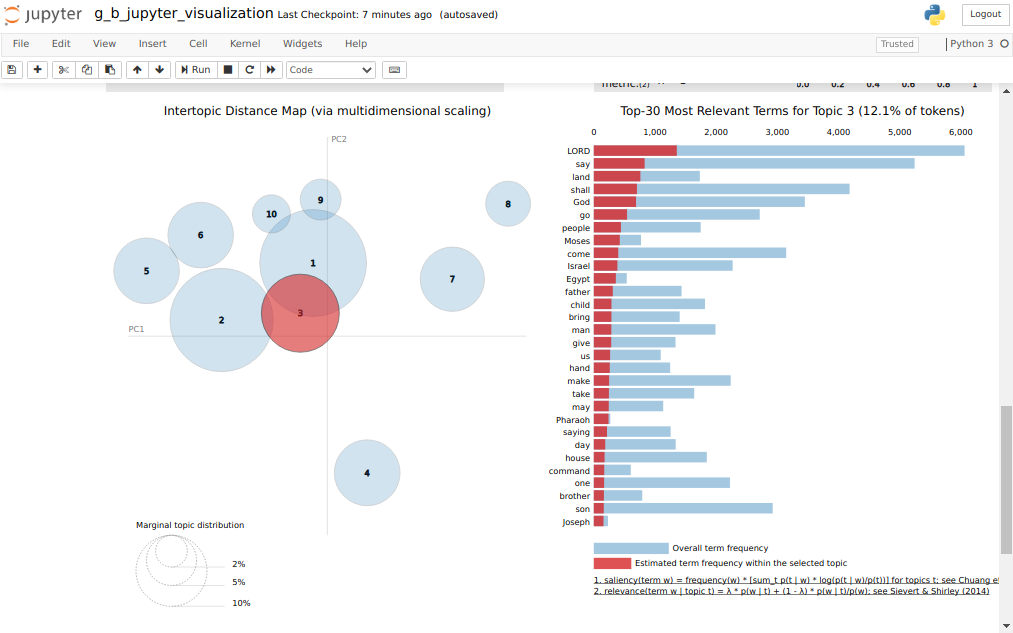 jupyter g_b_jupyter_visualization Last Checkpoint: 7 minutes ago (autosaved) Logout
File Edit View Insert Cell Kernel Widgets Help Trusted Python 3
Run Code
0.0 0.2 0.4 0.6 0.8 1
Intertopic Distance Map (via multidimensional scaling)
PC2
PC1
1
2
3
4
5
6
7
8
9
10
Marginal topic distribution
2%
5%
10%
Top-30 Most Relevant Terms for Topic 3 (12.1% of tokens)
0 1,000 2,000 3,000 4,000 5,000 6,000
LORD
say
land
shall
God
go
people
Moses
come
Israel
Egypt
father
child
bring
man
give
us
hand
make
take
may
Pharaoh
saying
day
house
command
one
brother
son
Joseph
Overall term frequency
Estimated term frequency within the selected topic
1. saliency(term w) = frequency(w) * [sum_t p(t | w) * log(p(t | w)/p(t))] for topics t; see Chuang et
2. relevance(term w | topic t) = λ * p(w | t) + (1 - λ) * p(w | t)/p(w); see Sievert & Shirley (2014)